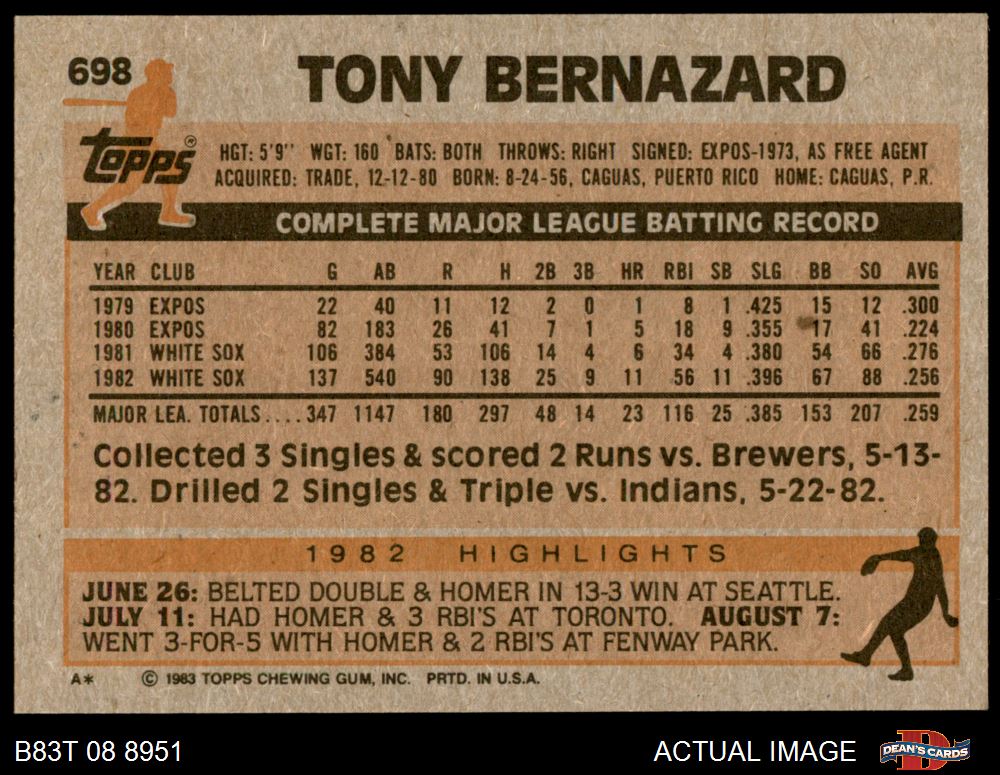 698
TONY BERNAZARD
Topps®
HGT: 5'9" WGT: 160 BATS: BOTH THROWS: RIGHT SIGNED: EXPOS-1973, AS FREE AGENT
ACQUIRED: TRADE, 12-12-80 BORN: 8-24-56, CAGUAS, PUERTO RICO HOME: CAGUAS, P.R.
COMPLETE MAJOR LEAGUE BATTING RECORD
YEAR CLUB G AB R H 2B 3B HR RBI SB SLG BB SO AVG
1979 EXPOS 22 40 11 12 2 0 1 8 1 .425 15 12 .300
1980 EXPOS 82 183 26 41 7 1 5 18 9 .355 17 41 .224
1981 WHITE SOX 106 384 53 106 14 4 6 34 4 .380 54 66 .276
1982 WHITE SOX 137 540 90 138 25 9 11 56 11 .396 67 88 .256
MAJOR LEA. TOTALS.... 347 1147 180 297 48 14 23 116 25 .385 153 207 .259
Collected 3 Singles & scored 2 Runs vs. Brewers, 5-13-
82. Drilled 2 Singles & Triple vs. Indians, 5-22-82.
1982 HIGHLIGHTS
JUNE 26: BELTED DOUBLE & HOMER IN 13-3 WIN AT SEATTLE.
JULY 11: HAD HOMER & 3 RBI'S AT TORONTO. AUGUST 7:
WENT 3-FOR-5 WITH HOMER & 2 RBI'S AT FENWAY PARK.
A* © 1983 TOPPS CHEWING GUM, INC. PRTD. IN U.S.A.
B83T 08 8951 ACTUAL IMAGE DEAN'S CARDS